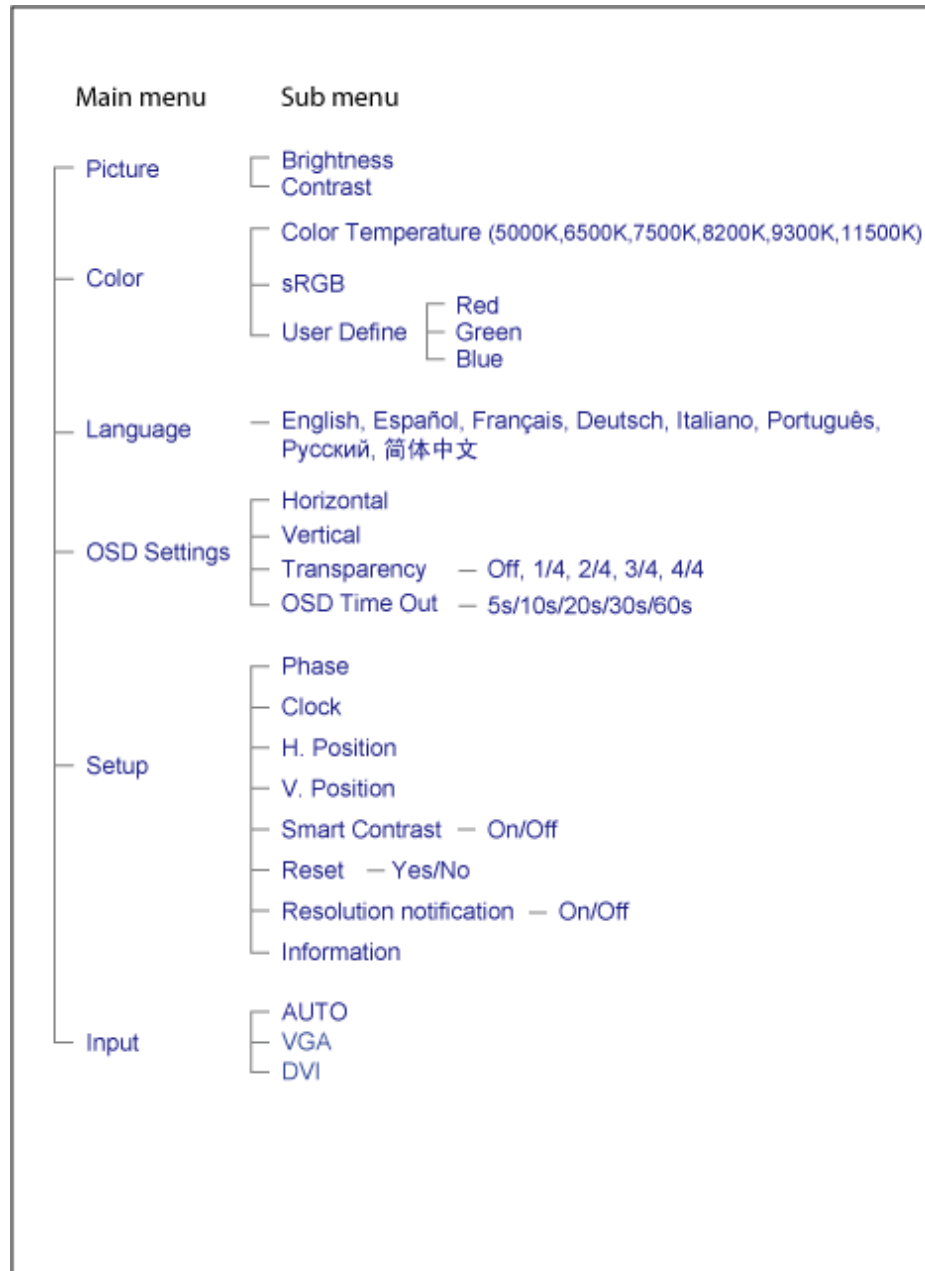 Main menu Sub menu
Picture Brightness
Contrast
Color Temperature (5000K,6500K,7500K,8200K,9300K,11500K)
Color sRGB
Red
User Define Green
Blue
Language English, Español, Français, Deutsch, Italiano, Português,
Русский, 简体中文
Horizontal
Vertical
OSD Settings Transparency — Off, 1/4, 2/4, 3/4, 4/4
OSD Time Out — 5s/10s/20s/30s/60s
Phase
Clock
H. Position
Setup
V. Position
Smart Contrast — On/Off
Reset — Yes/No
Resolution notification — On/Off
Information
AUTO
Input VGA
DVI